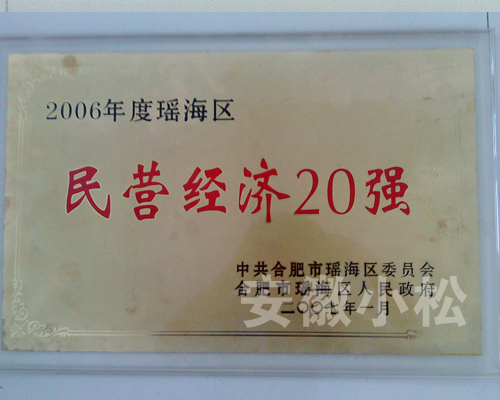 2006年度瑶海区
民营经济20强
中共合肥市瑶海区委员会
合肥市瑶海区人民政府
二〇〇七年一月
安徽小松